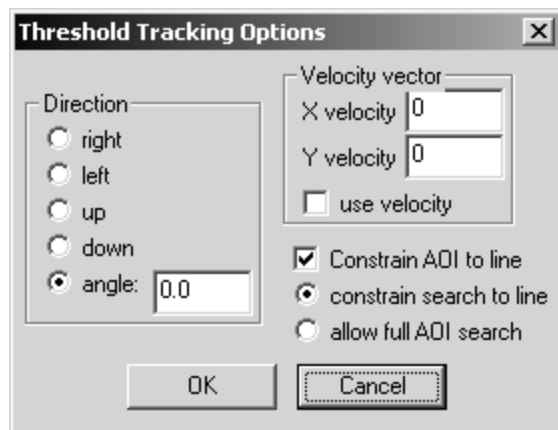 Threshold Tracking Options
Direction
right
left
up
down
angle: 0.0
Velocity vector
X velocity 0
Y velocity 0
use velocity
Constrain AOI to line
constrain search to line
allow full AOI search
OK
Cancel